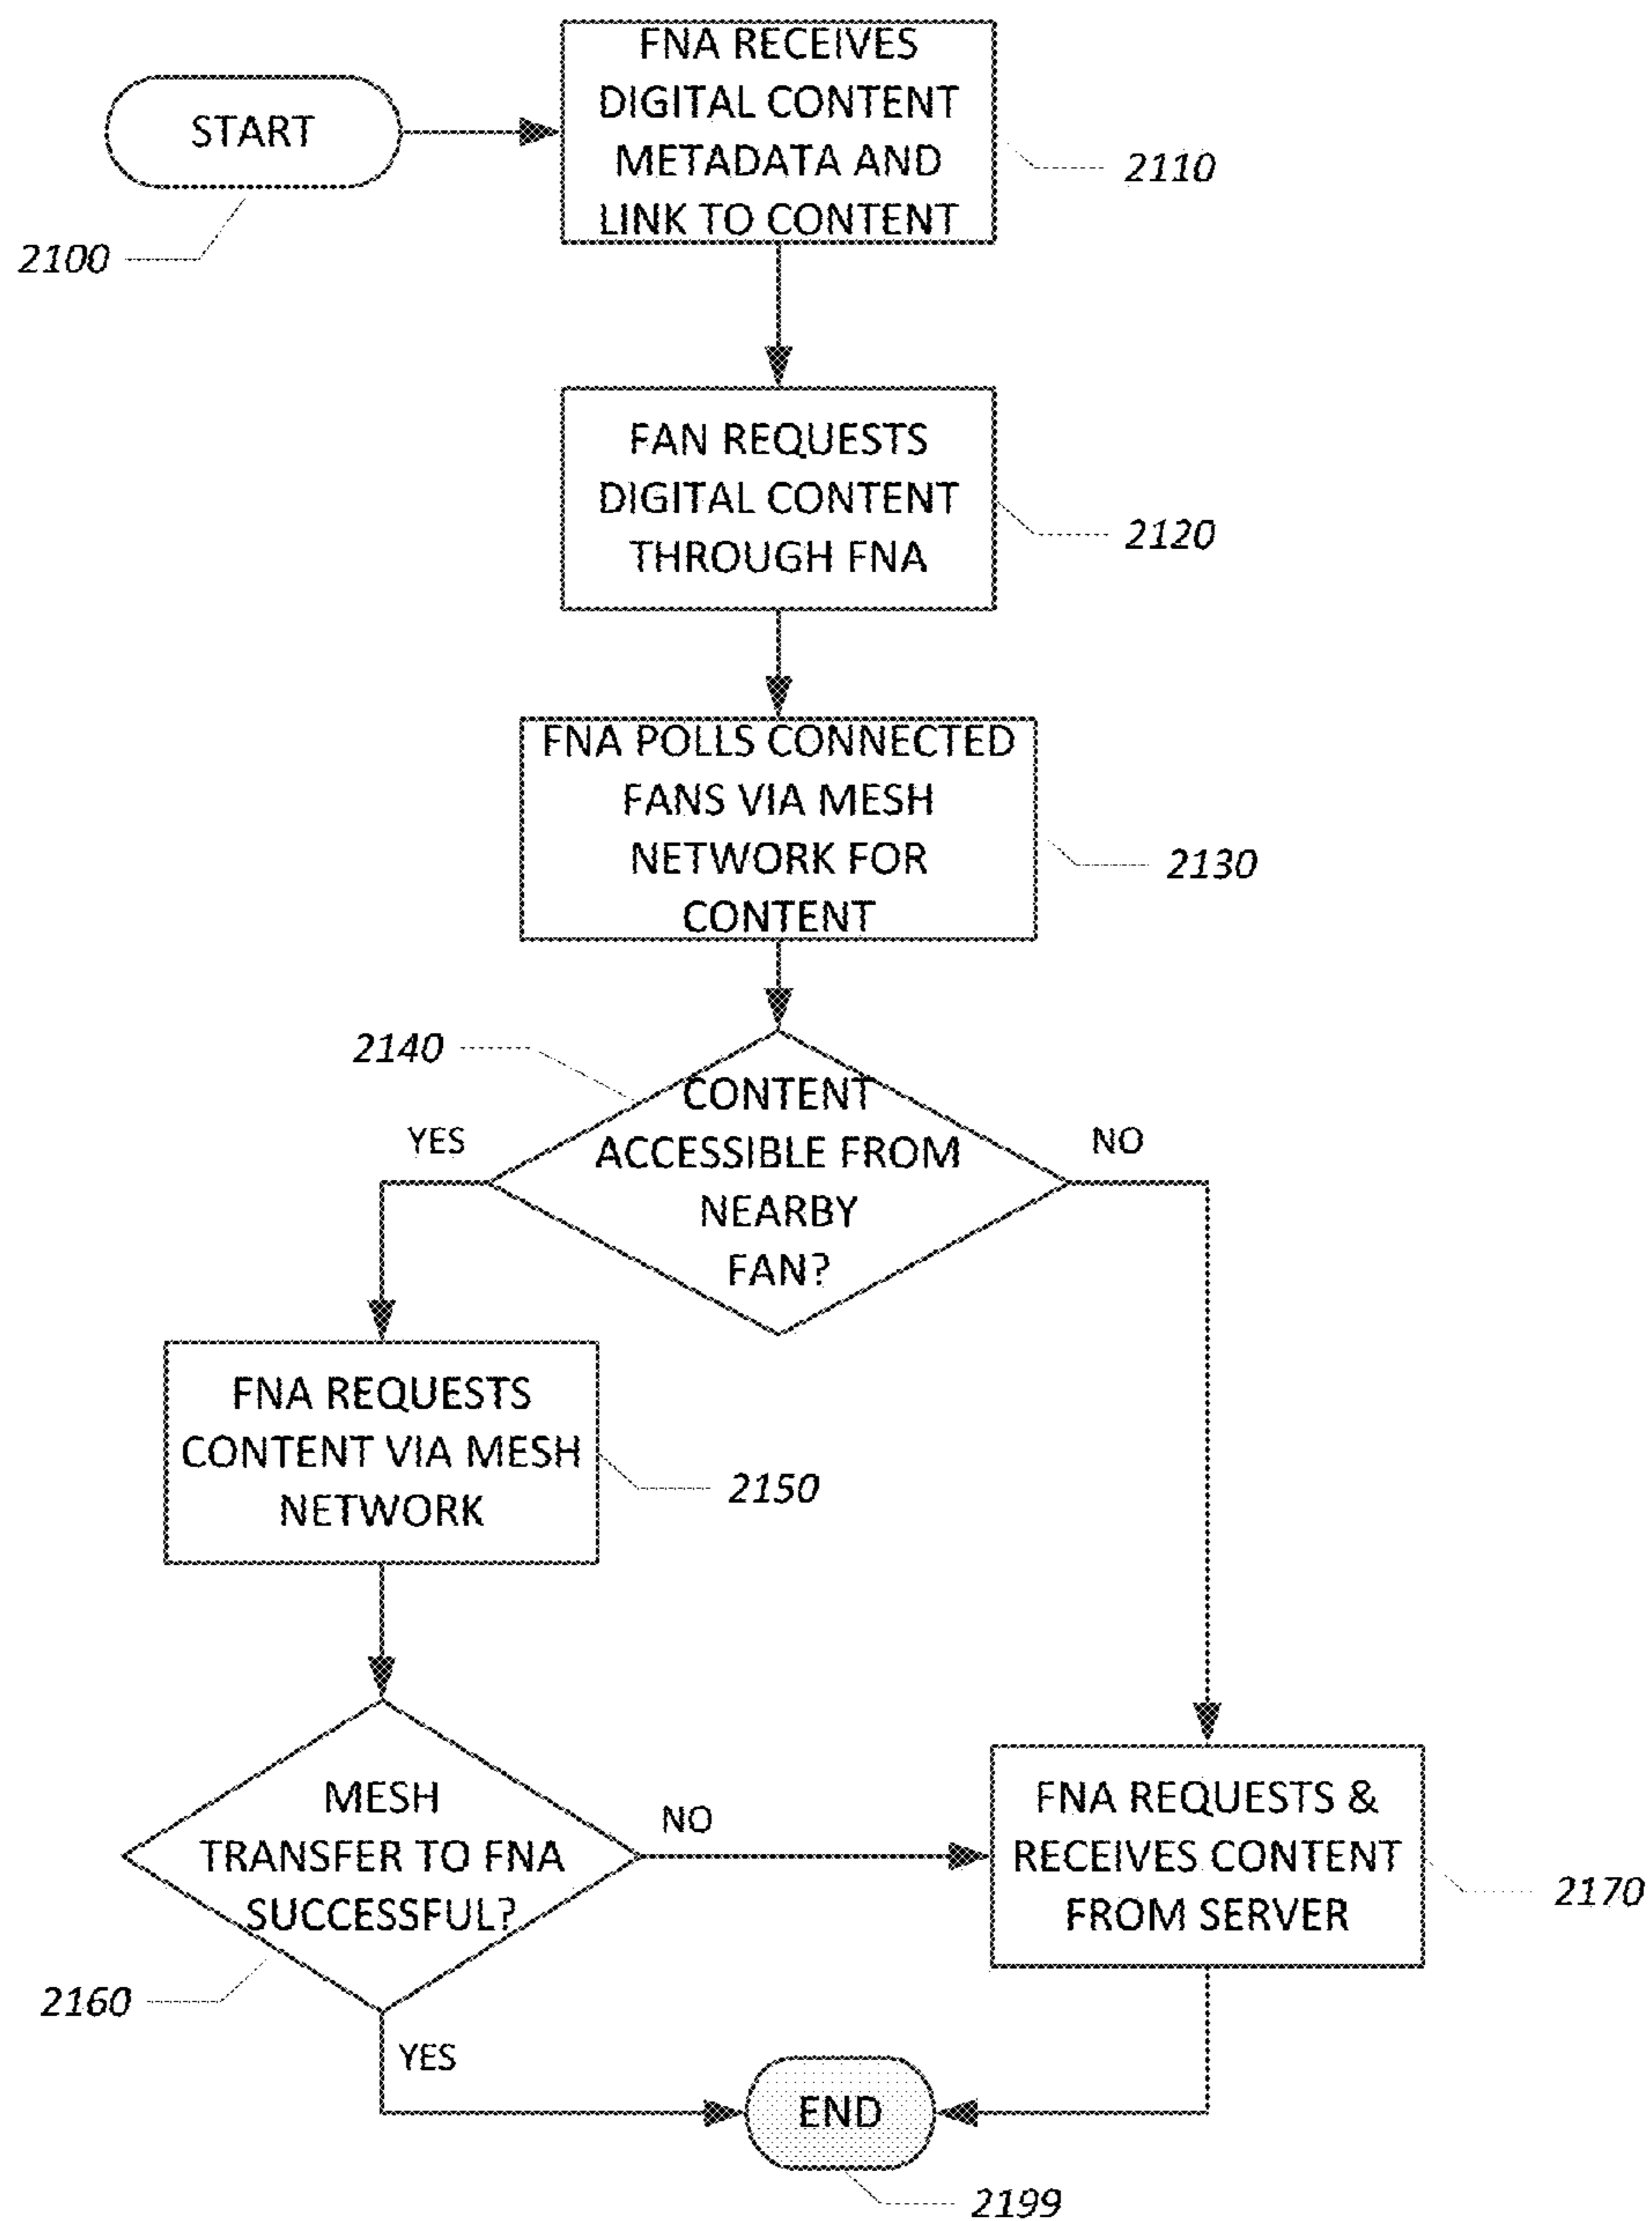 START
2100
FNA RECEIVES
DIGITAL CONTENT
METADATA AND
LINK TO CONTENT
2110
FAN REQUESTS
DIGITAL CONTENT
THROUGH FNA
2120
FNA POLLS CONNECTED
FANS VIA MESH
NETWORK FOR
CONTENT
2130
2140
CONTENT
ACCESSIBLE FROM
NEARBY
FAN?
YES
NO
FNA REQUESTS
CONTENT VIA MESH
NETWORK
2150
MESH
TRANSFER TO FNA
SUCCESSFUL?
2160
NO
YES
FNA REQUESTS &
RECEIVES CONTENT
FROM SERVER
2170
END
2199